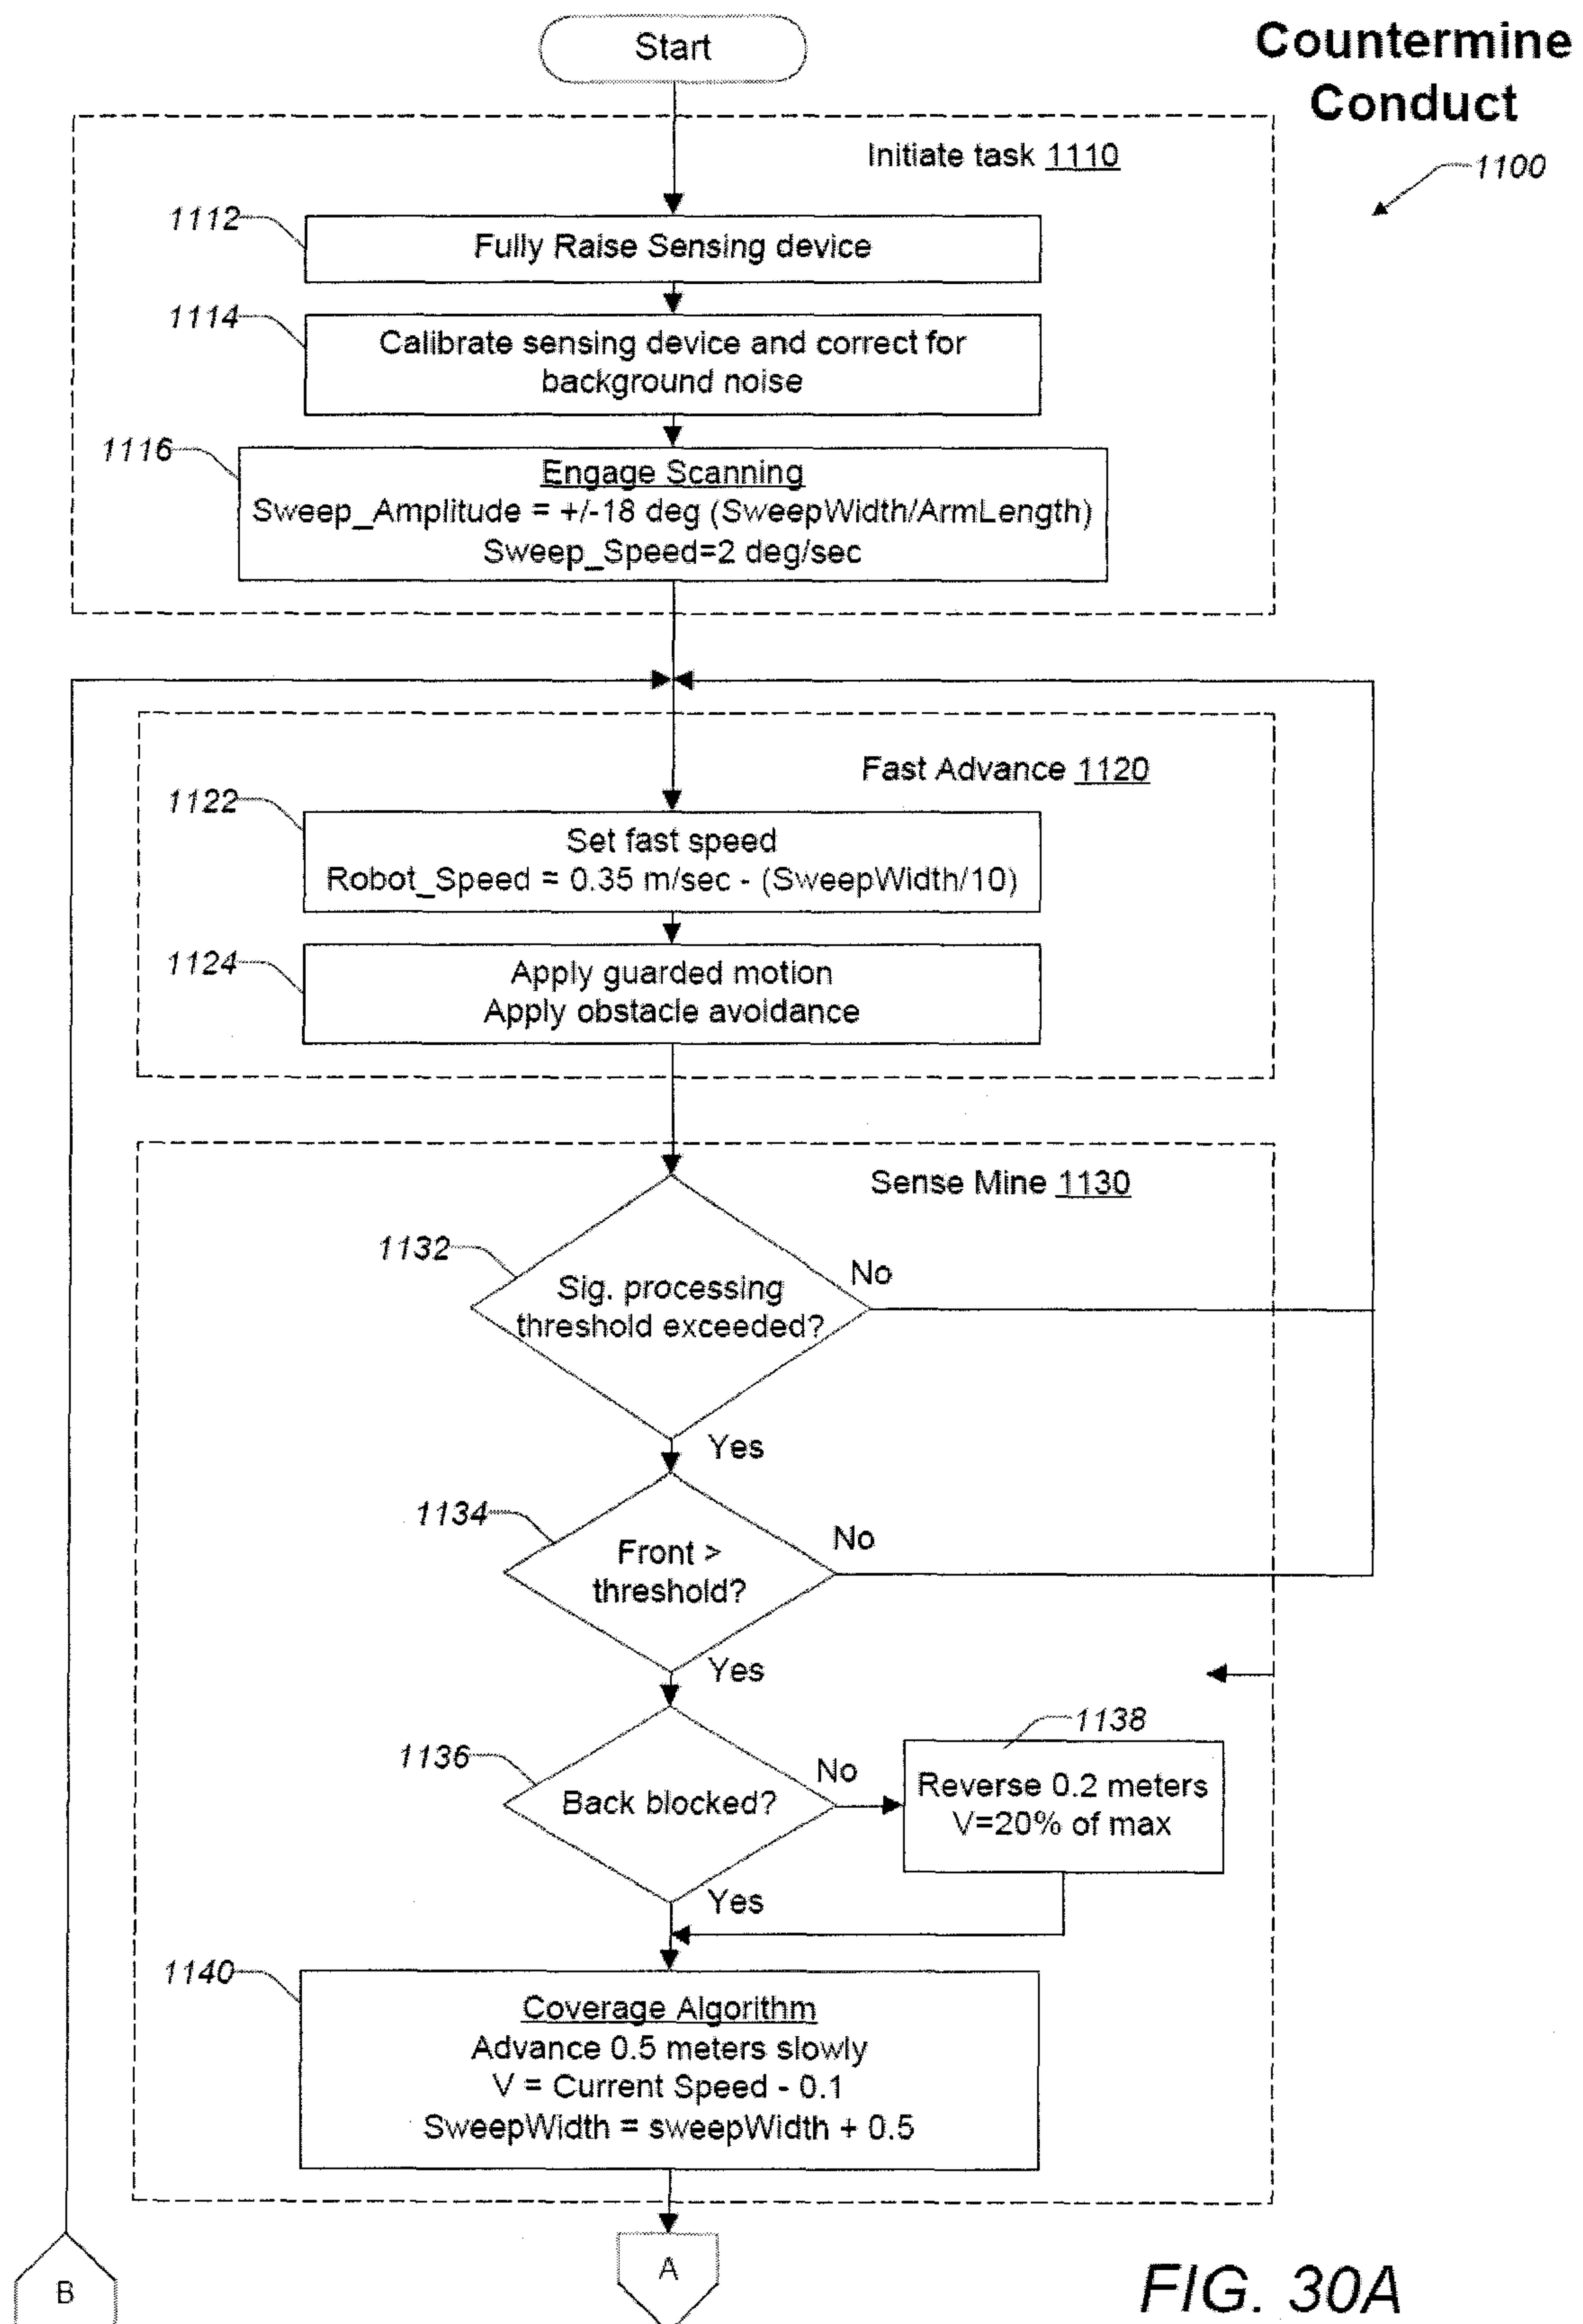 Start
Countermine
Conduct
1100
Initiate task 1110
1112
Fully Raise Sensing device
1114
Calibrate sensing device and correct for
background noise
1116
Engage Scanning
Sweep_Amplitude = +/-18 deg (SweepWidth/ArmLength)
Sweep_Speed=2 deg/sec
Fast Advance 1120
1122
Set fast speed
Robot_Speed = 0.35 m/sec - (SweepWidth/10)
1124
Apply guarded motion
Apply obstacle avoidance
Sense Mine 1130
1132
Sig. processing
threshold exceeded?
No
Yes
1134
Front >
threshold?
No
Yes
1136
Back blocked?
No
1138
Reverse 0.2 meters
V=20% of max
Yes
1140
Coverage Algorithm
Advance 0.5 meters slowly
V = Current Speed - 0.1
SweepWidth = sweepWidth + 0.5
B
A
FIG. 30A